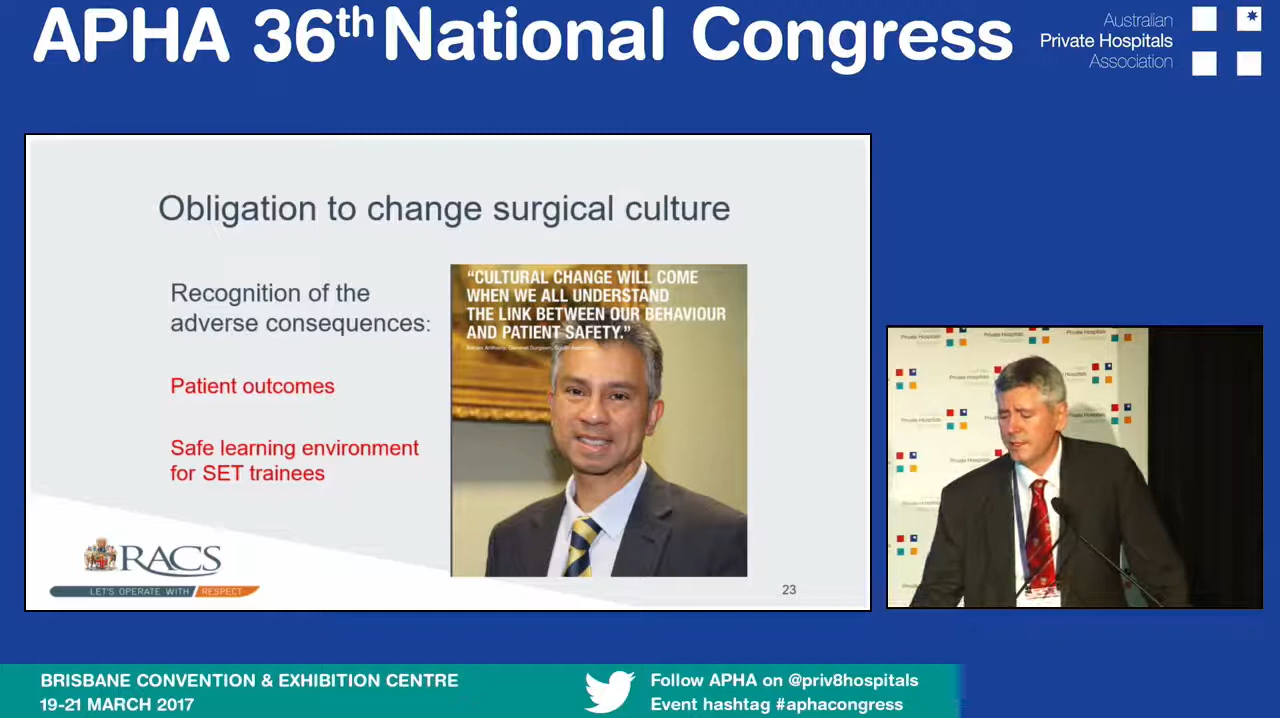 APHA 36th National Congress
Australian
Private Hospitals
Association
Obligation to change surgical culture
Recognition of the
adverse consequences:
Patient outcomes
Safe learning environment
for SET trainees
"CULTURAL CHANGE WILL COME
WHEN WE ALL UNDERSTAND
THE LINK BETWEEN OUR BEHAVIOUR
AND PATIENT SAFETY."
RACS
LET'S OPERATE WITH RESPECT
23
BRISBANE CONVENTION & EXHIBITION CENTRE
19-21 MARCH 2017
Follow APHA on @priv8hospitals
Event hashtag #aphacongress